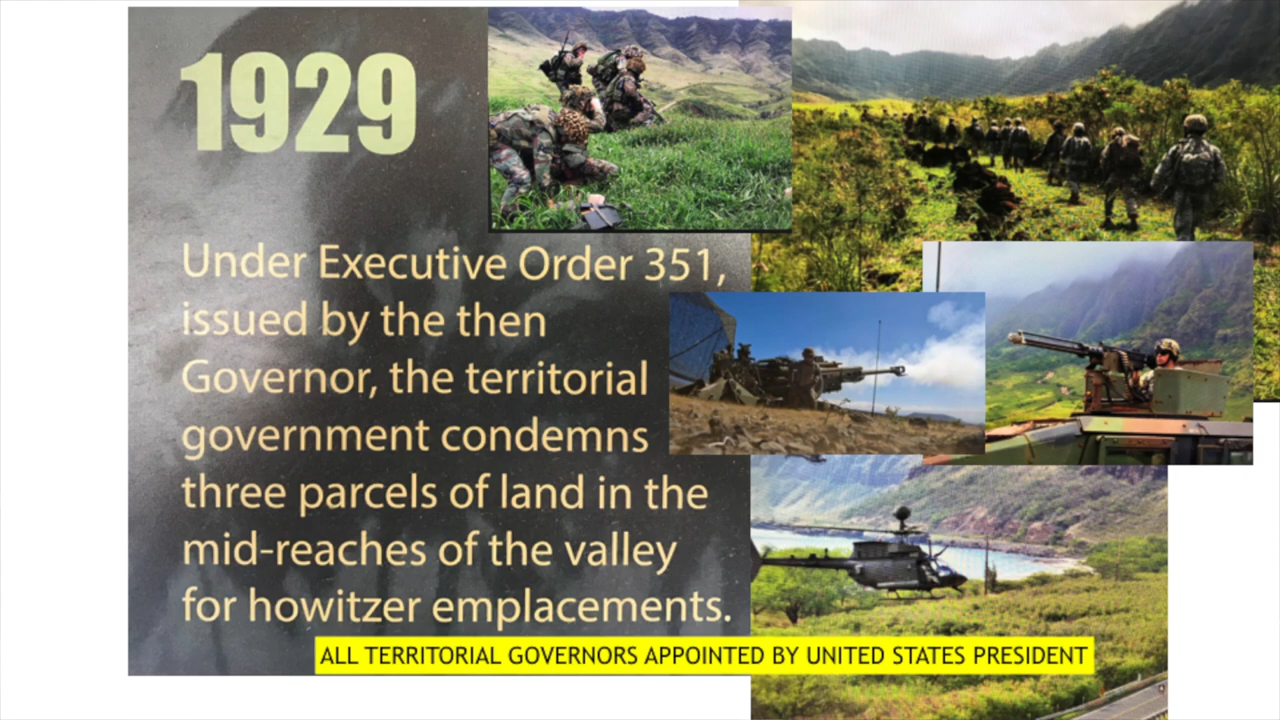 1929
Under Executive Order 351,
issued by the then
Governor, the territorial
government condemns
three parcels of land in the
mid-reaches of the valley
for howitzer emplacements.
ALL TERRITORIAL GOVERNORS APPOINTED BY UNITED STATES PRESIDENT